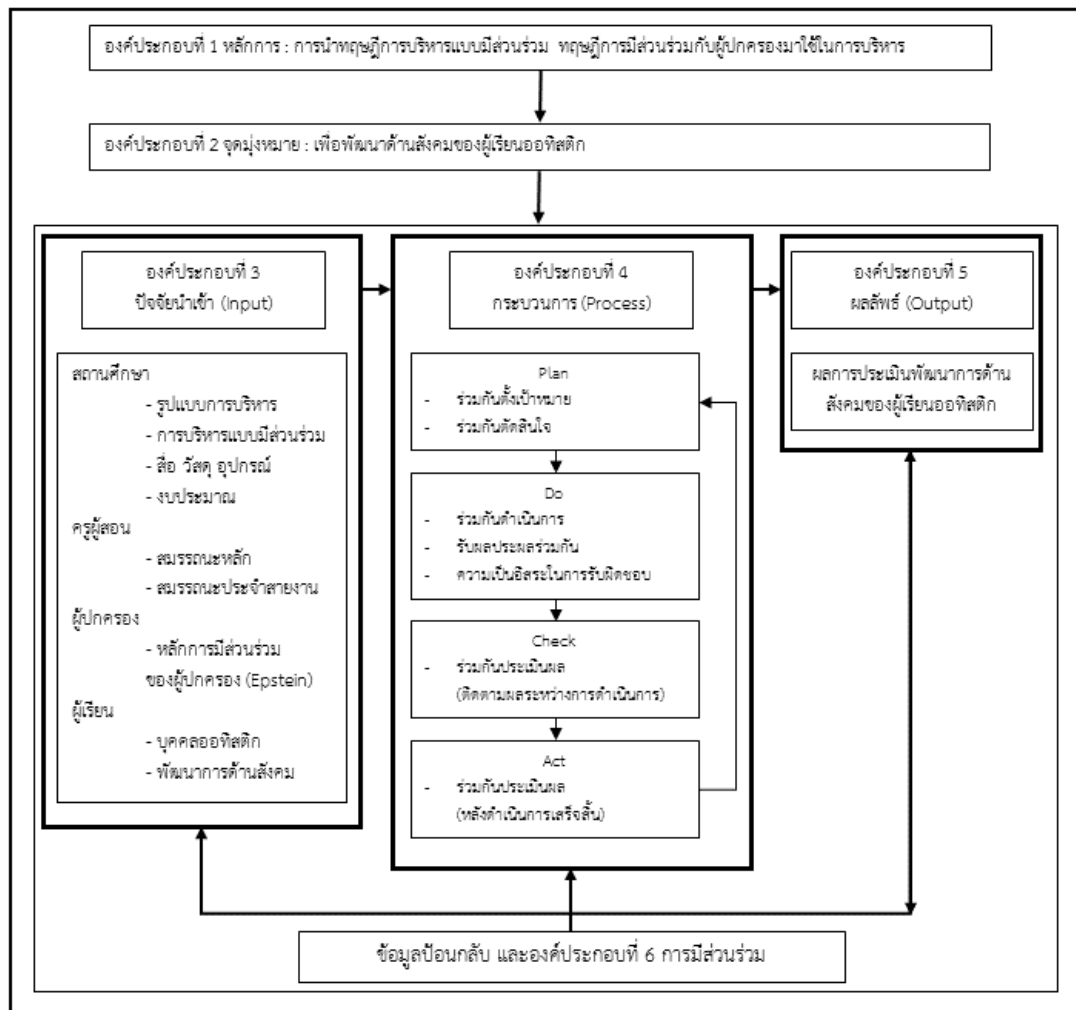 องค์ประกอบที่ 1 หลักการ : การนำทฤษฎีการบริหารแบบมีส่วนร่วม ทฤษฎีการมีส่วนร่วมกับผู้ปกครองมาใช้ในการบริหาร
องค์ประกอบที่ 2 จุดมุ่งหมาย : เพื่อพัฒนาด้านสังคมของผู้เรียนออทิสติก
องค์ประกอบที่ 3
ปัจจัยนำเข้า (Input)
สถานศึกษา
- รูปแบบการบริหาร
- การบริหารแบบมีส่วนร่วม
- สื่อ วัสดุ อุปกรณ์
- งบประมาณ
ครูผู้สอน
- สมรรถนะหลัก
- สมรรถนะประจำสายงาน
ผู้ปกครอง
- หลักการมีส่วนร่วม
ของผู้ปกครอง (Epstein)
ผู้เรียน
- บุคคลออทิสติก
- พัฒนาการด้านสังคม
องค์ประกอบที่ 4
กระบวนการ (Process)
Plan
- ร่วมกันตั้งเป้าหมาย
- ร่วมกันตัดสินใจ
Do
- ร่วมกันดำเนินการ
- รับผลประผลร่วมกัน
- ความเป็นอิสระในการรับผิดชอบ
Check
- ร่วมกันประเมินผล
(ติดตามผลระหว่างการดำเนินการ)
Act
- ร่วมกันประเมินผล
(หลังดำเนินการเสร็จสิ้น)
องค์ประกอบที่ 5
ผลลัพธ์ (Output)
ผลการประเมินพัฒนาการด้าน
สังคมของผู้เรียนออทิสติก
ข้อมูลป้อนกลับ และองค์ประกอบที่ 6 การมีส่วนร่วม